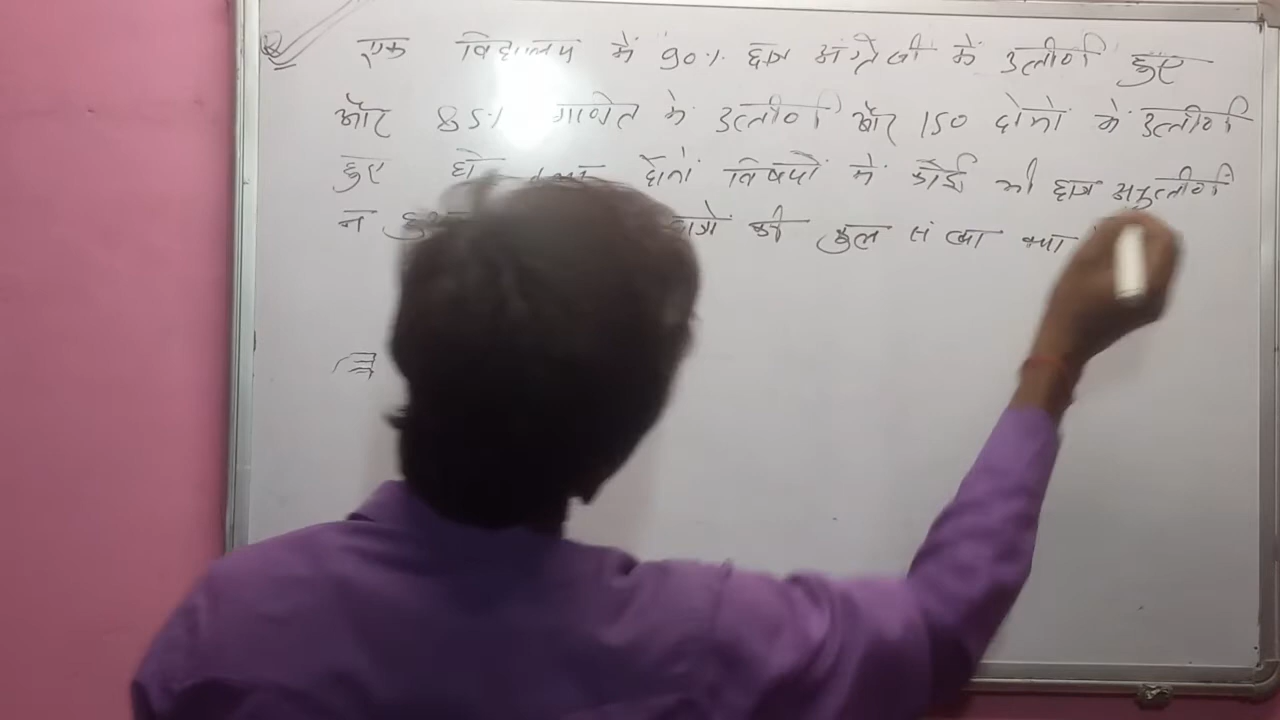 एक विद्यालय में 90% छात्र अंग्रेजी में उत्तीर्ण हुए
और 85% गणित में उत्तीर्ण और 150 दोनों में उत्तीर्ण
हुए हो दोनों विषयों में कोई भी छात्र अनुत्तीर्ण
न की कुल संख्या क्या